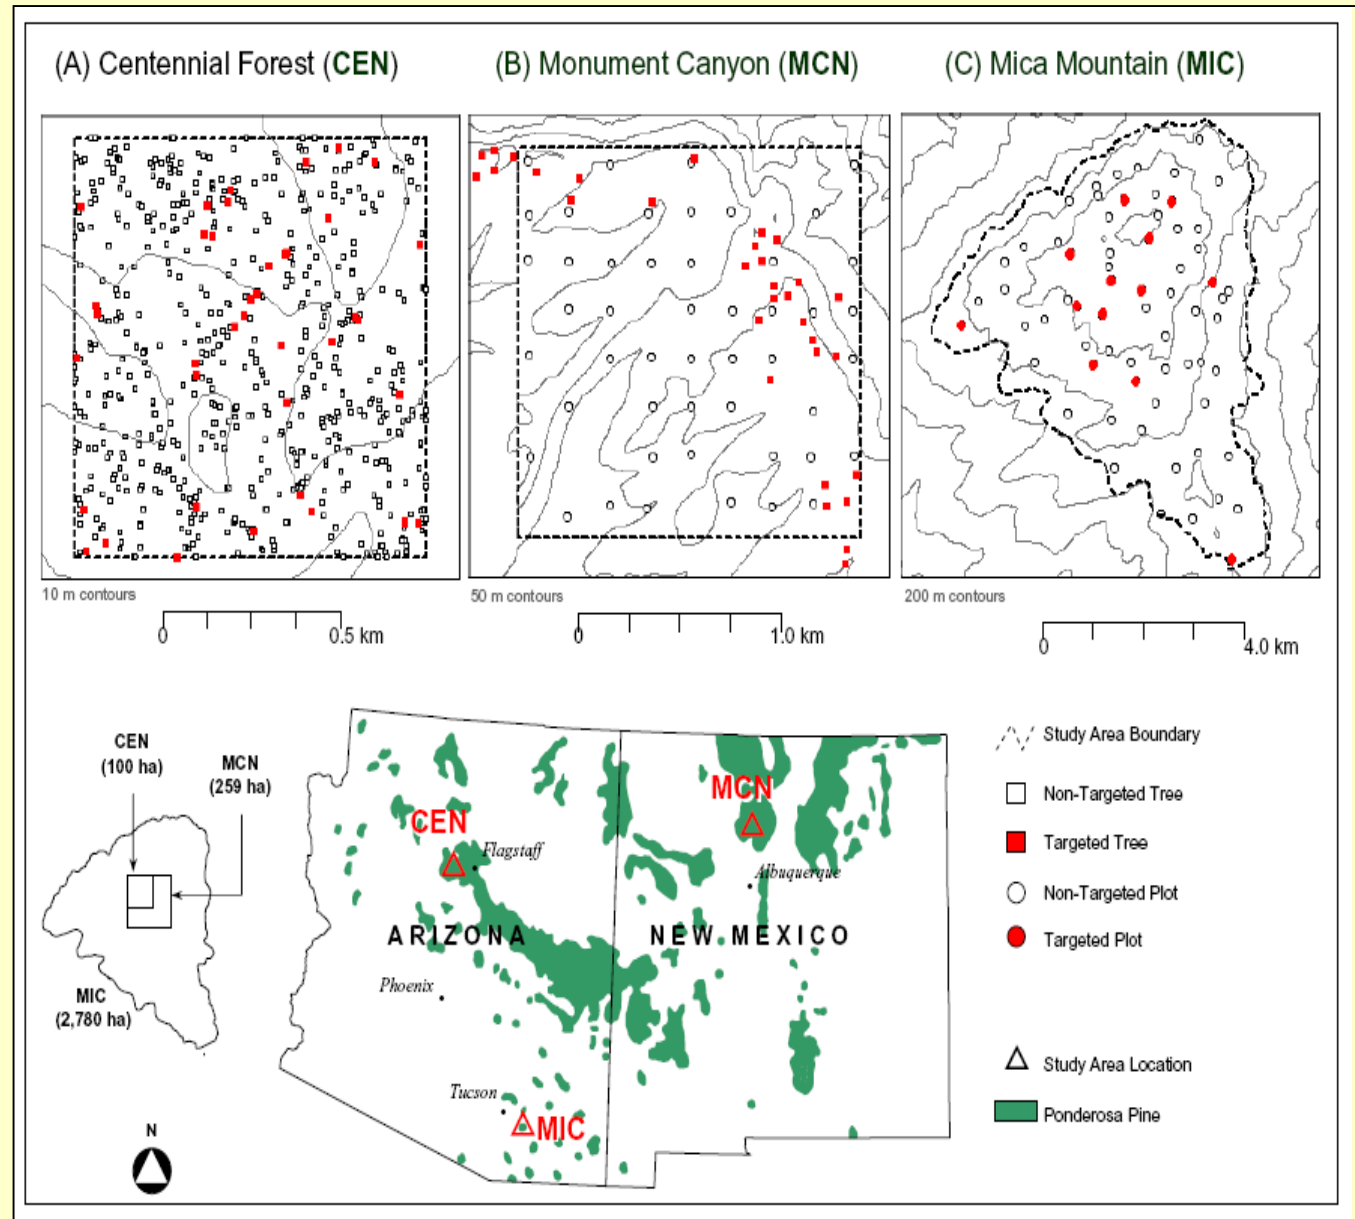 (A) Centennial Forest (CEN)
(B) Monument Canyon (MCN)
(C) Mica Mountain (MIC)
10 m contours
50 m contours
200 m contours
0
0.5 km
0
1.0 km
0
4.0 km
CEN
(100 ha)
MCN
(259 ha)
MIC
(2,780 ha)
N
CEN
Flagstaff
MCN
Albuquerque
ARIZONA
NEW MEXICO
Phoenix
Tucson
MIC
Study Area Boundary
Non-Targeted Tree
Targeted Tree
Non-Targeted Plot
Targeted Plot
Study Area Location
Ponderosa Pine